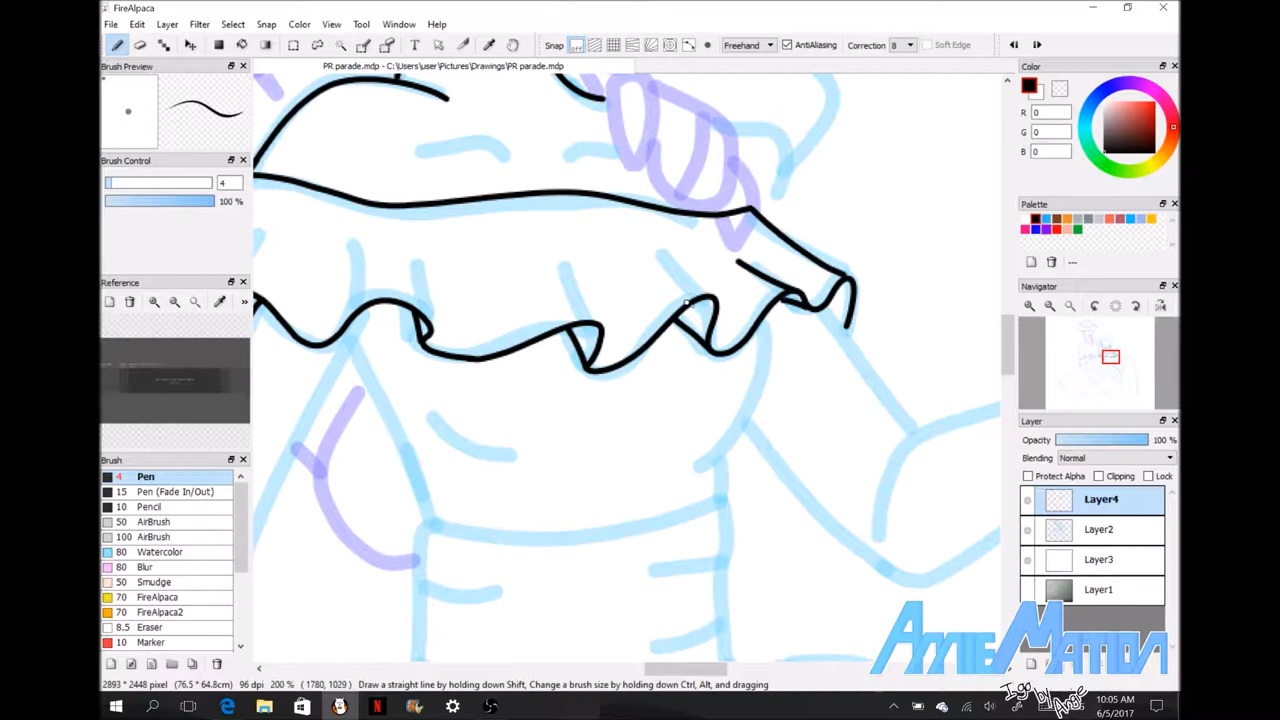 FireAlpaca
File Edit Layer Filter Select Snap Color View Tool Window Help
Snap Freehand AntiAliasing Correction 8 Soft Edge
PR parade.mdp - C:\Users\user\Pictures\Drawings\PR parade.mdp
Brush Preview
Brush Control
4
100 %
Reference
Brush
4 Pen
15 Pen (Fade In/Out)
10 Pencil
50 AirBrush
100 AirBrush
80 Watercolor
80 Blur
50 Smudge
70 FireAlpaca
70 FireAlpaca2
8.5 Eraser
10 Marker
Color
R 0
G 0
B 0
Palette
---
Navigator
Layer
Opacity 100 %
Blending Normal
Protect Alpha Clipping Lock
Layer4
Layer2
Layer3
Layer1
2893 * 2448 pixel (76.5 * 64.8cm) 96 dpi 200 % ( 1780, 1029 ) Draw a straight line by holding down Shift, Change a brush size by holding down Ctrl, Alt, and dragging
10:05 AM
6/5/2017